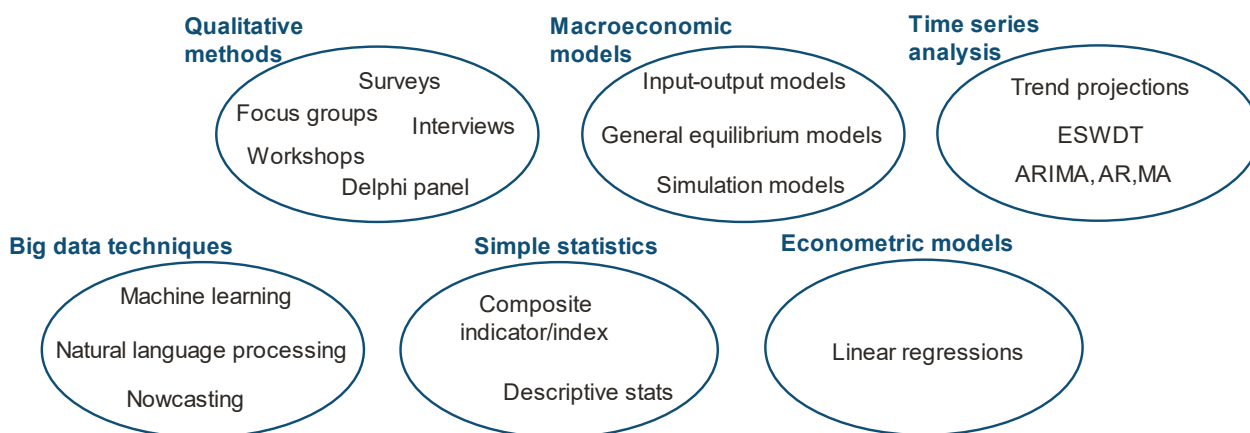 Qualitative
methods
Surveys
Focus groups
Interviews
Workshops
Delphi panel
Macroeconomic
models
Input-output models
General equilibrium models
Simulation models
Time series
analysis
Trend projections
ESWDT
ARIMA, AR,MA
Big data techniques
Machine learning
Natural language processing
Nowcasting
Simple statistics
Composite
indicator/index
Descriptive stats
Econometric models
Linear regressions